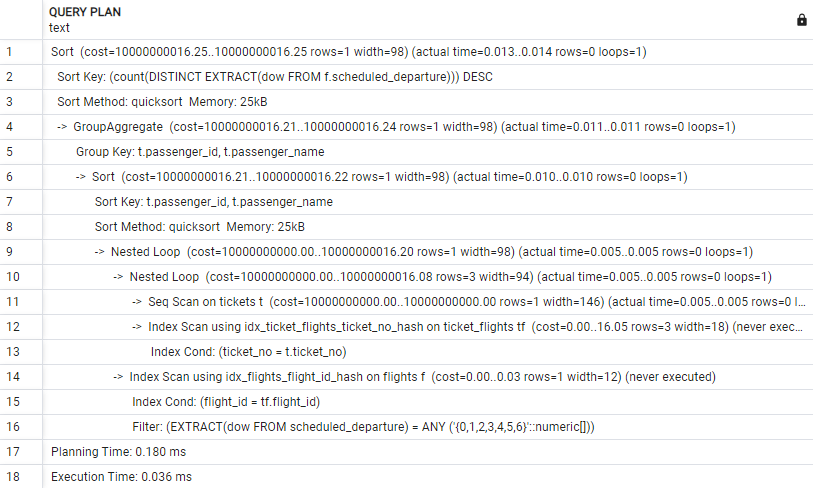 QUERY PLAN
text
1 Sort (cost=10000000016.25..10000000016.25 rows=1 width=98) (actual time=0.013..0.014 rows=0 loops=1)
2 Sort Key: (count(DISTINCT EXTRACT(dow FROM f.scheduled_departure))) DESC
3 Sort Method: quicksort Memory: 25kB
4 -> GroupAggregate (cost=10000000016.21..10000000016.24 rows=1 width=98) (actual time=0.011..0.011 rows=0 loops=1)
5 Group Key: t.passenger_id, t.passenger_name
6 -> Sort (cost=10000000016.21..10000000016.22 rows=1 width=98) (actual time=0.010..0.010 rows=0 loops=1)
7 Sort Key: t.passenger_id, t.passenger_name
8 Sort Method: quicksort Memory: 25kB
9 -> Nested Loop (cost=10000000000.00..10000000016.20 rows=1 width=98) (actual time=0.005..0.005 rows=0 loops=1)
10 -> Nested Loop (cost=10000000000.00..10000000016.08 rows=3 width=94) (actual time=0.005..0.005 rows=0 loops=1)
11 -> Seq Scan on tickets t (cost=10000000000.00..10000000000.00 rows=1 width=146) (actual time=0.005..0.005 rows=0 l...
12 -> Index Scan using idx_ticket_flights_ticket_no_hash on ticket_flights tf (cost=0.00..16.05 rows=3 width=18) (never exec...
13 Index Cond: (ticket_no = t.ticket_no)
14 -> Index Scan using idx_flights_flight_id_hash on flights f (cost=0.00..0.03 rows=1 width=12) (never executed)
15 Index Cond: (flight_id = tf.flight_id)
16 Filter: (EXTRACT(dow FROM scheduled_departure) = ANY ('{0,1,2,3,4,5,6}'::numeric[]))
17 Planning Time: 0.180 ms
18 Execution Time: 0.036 ms